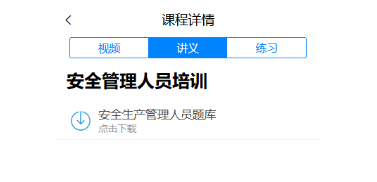 课程详情
视频 讲义 练习
安全管理人员培训
安全生产管理人员题库
点击下载